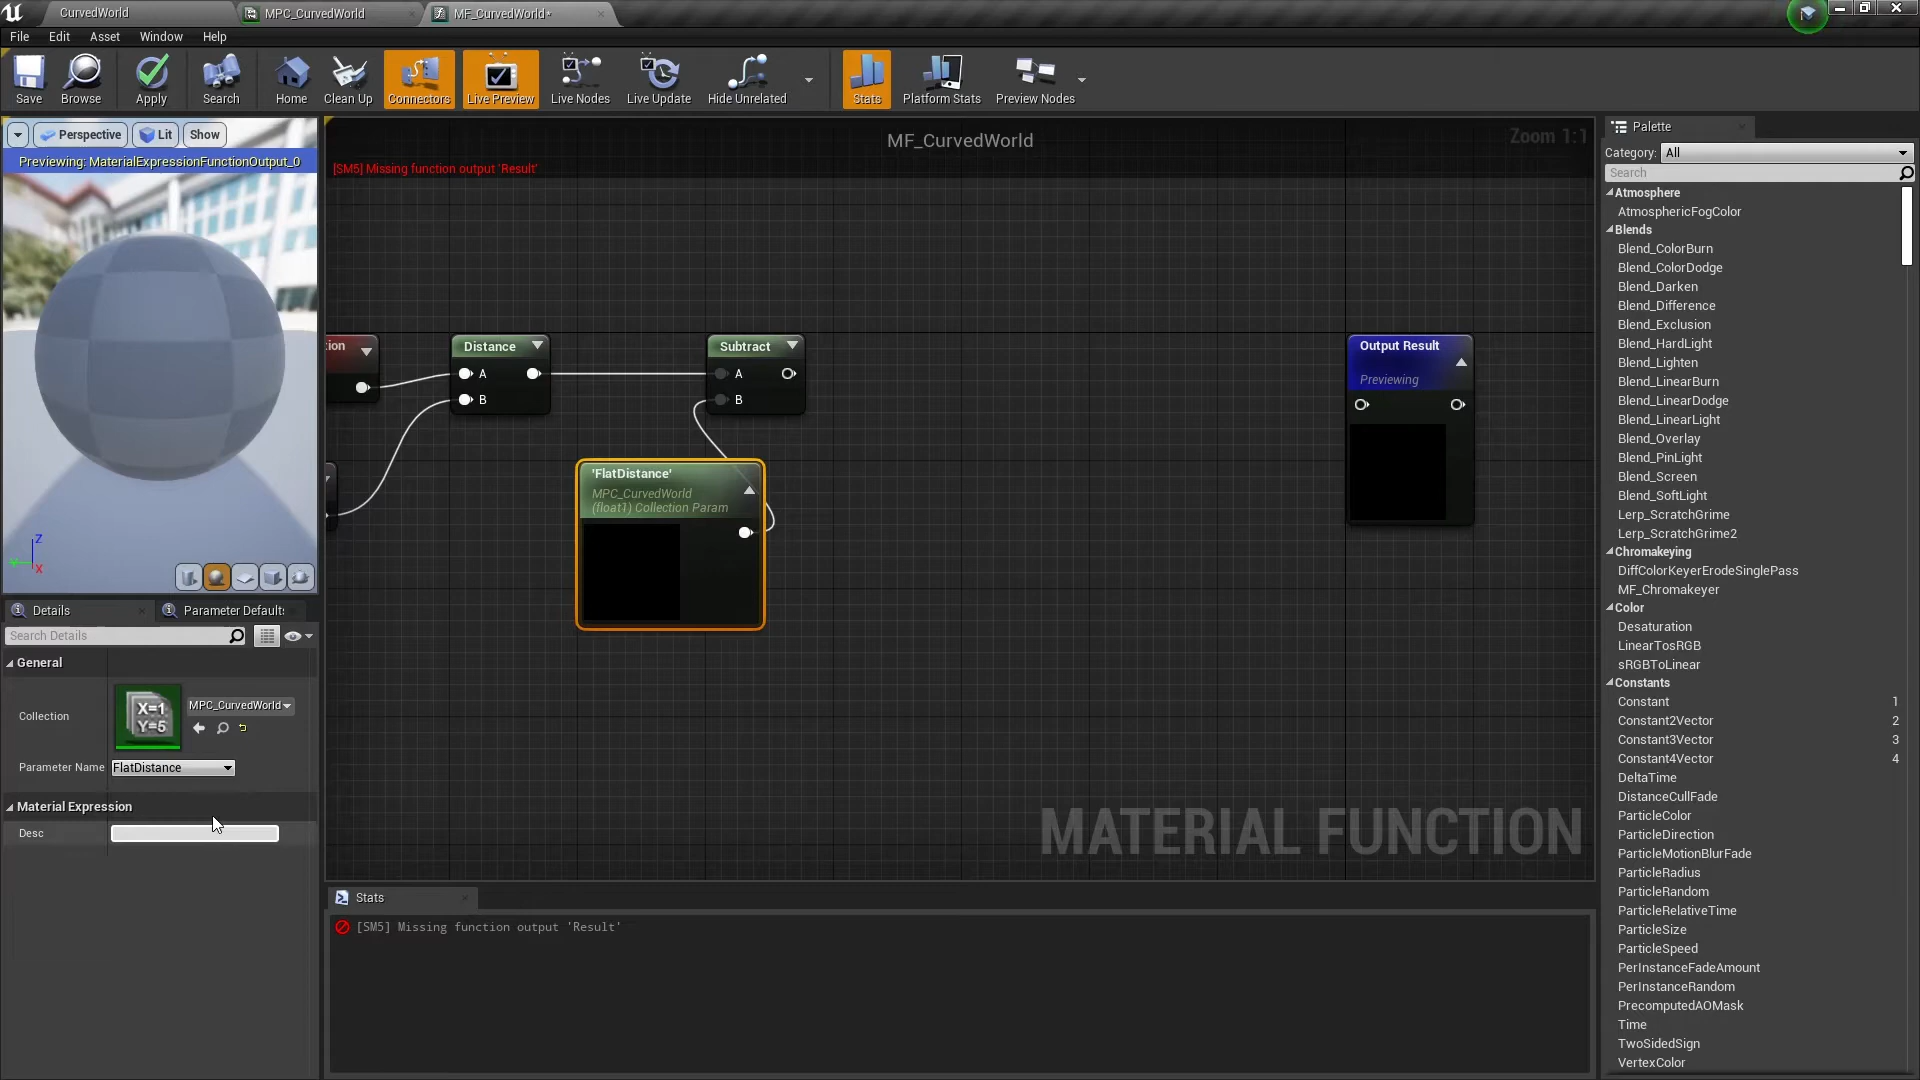 CurvedWorld
MPC_CurvedWorld
MF_CurvedWorld*
File
Edit
Asset
Window
Help
Save
Browse
Apply
Search
Home
Clean Up
Connectors
Live Preview
Live Nodes
Live Update
Hide Unrelated
Stats
Platform Stats
Preview Nodes
Perspective
Lit
Show
Previewing: MaterialExpressionFunctionOutput_0
Z
Y
X
Details
Parameter Defaults
Search Details
General
Collection
X=1
Y=5
MPC_CurvedWorld
Parameter Name
FlatDistance
Material Expression
Desc
MF_CurvedWorld
Zoom 1:1
[SM5] Missing function output 'Result'
tion
Distance
A
B
Subtract
A
B
'FlatDistance'
MPC_CurvedWorld
(float1) Collection Param
Output Result
Previewing
MATERIAL FUNCTION
Stats
[SM5] Missing function output 'Result'
Palette
Category:
All
Search
Atmosphere
AtmosphericFogColor
Blends
Blend_ColorBurn
Blend_ColorDodge
Blend_Darken
Blend_Difference
Blend_Exclusion
Blend_HardLight
Blend_Lighten
Blend_LinearBurn
Blend_LinearDodge
Blend_LinearLight
Blend_Overlay
Blend_PinLight
Blend_Screen
Blend_SoftLight
Lerp_ScratchGrime
Lerp_ScratchGrime2
Chromakeying
DiffColorKeyerErodeSinglePass
MF_Chromakeyer
Color
Desaturation
LinearTosRGB
sRGBToLinear
Constants
Constant 1
Constant2Vector 2
Constant3Vector 3
Constant4Vector 4
DeltaTime
DistanceCullFade
ParticleColor
ParticleDirection
ParticleMotionBlurFade
ParticleRadius
ParticleRandom
ParticleRelativeTime
ParticleSize
ParticleSpeed
PerInstanceFadeAmount
PerInstanceRandom
PrecomputedAOMask
Time
TwoSidedSign
VertexColor